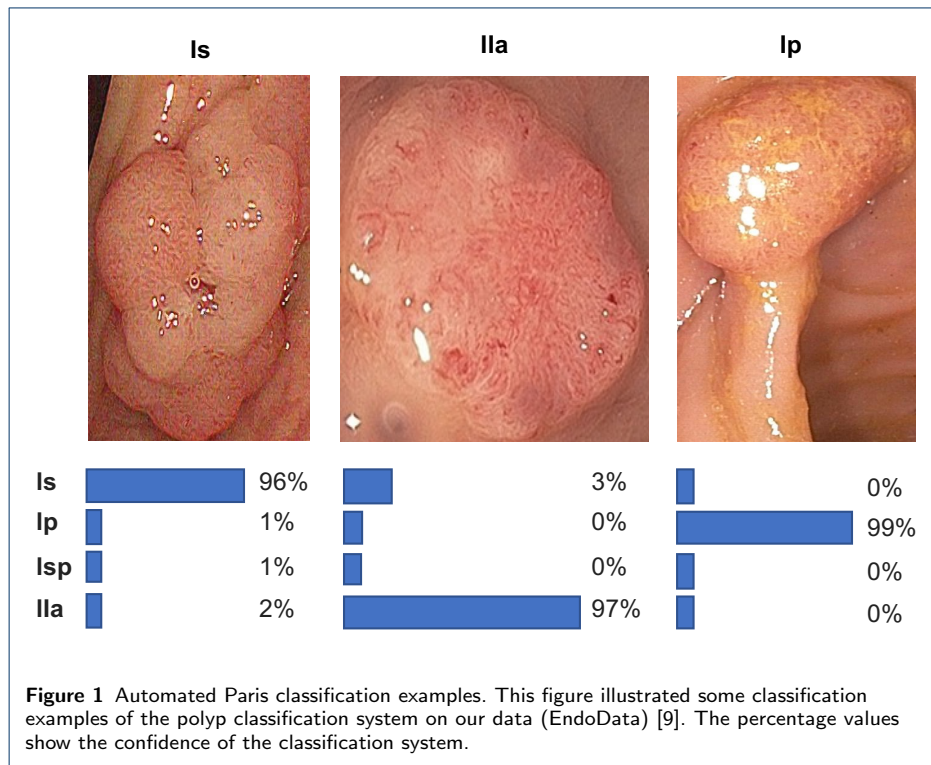 Is IIa Ip
Is 96% 3% 0%
Ip 1% 0% 99%
Isp 1% 0% 0%
IIa 2% 97% 0%
Figure 1 Automated Paris classification examples. This figure illustrated some classification
examples of the polyp classification system on our data (EndoData) [9]. The percentage values
show the confidence of the classification system.